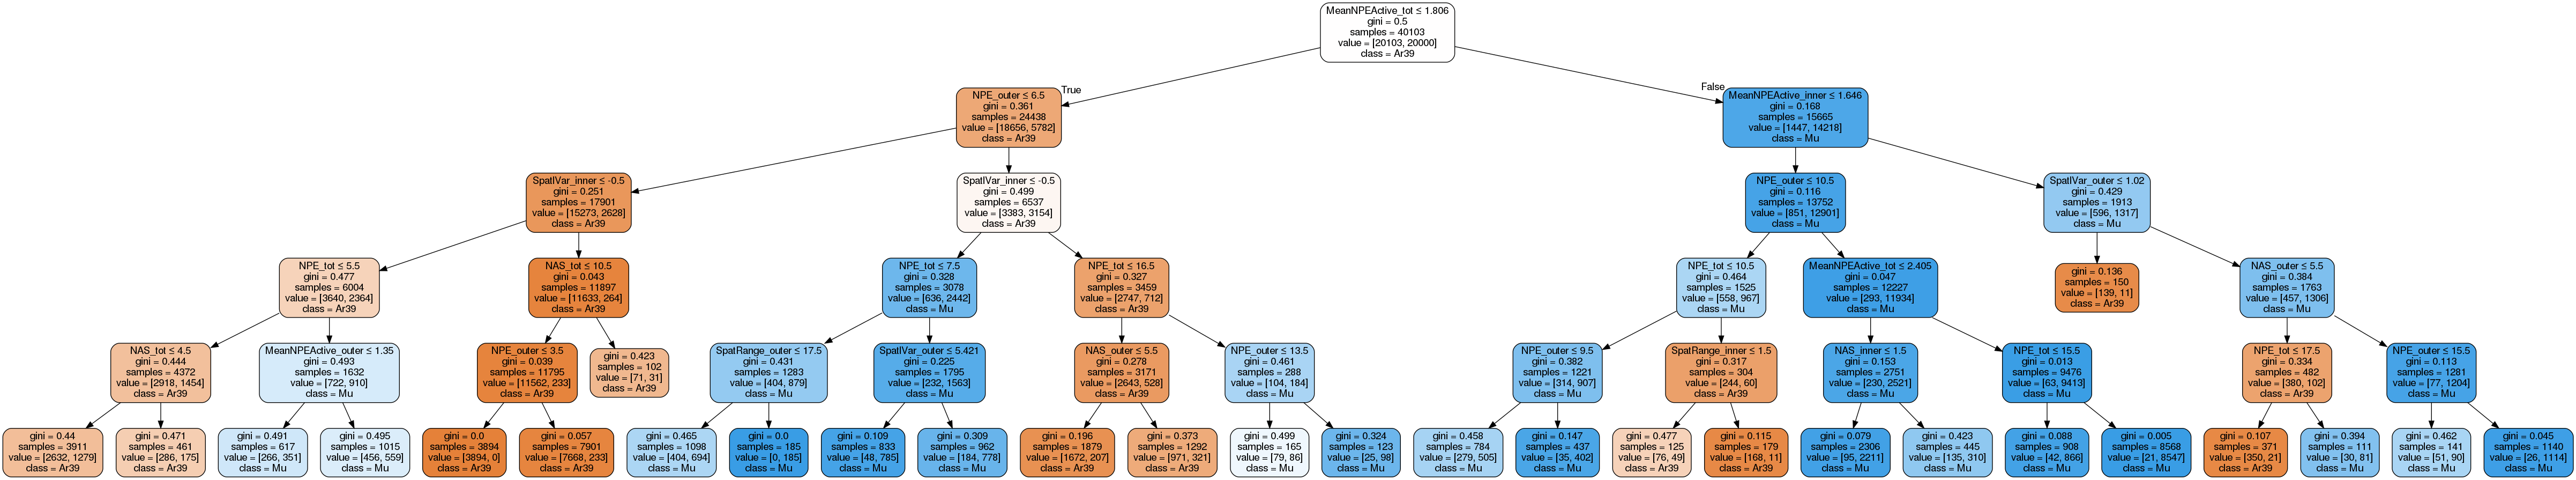 MeanNPEActive_tot ≤ 1.806
gini = 0.5
samples = 40103
value = [20103, 20000]
class = Ar39
True
False
NPE_outer ≤ 6.5
gini = 0.361
samples = 24438
value = [18656, 5782]
class = Ar39
MeanNPEActive_inner ≤ 1.646
gini = 0.168
samples = 15665
value = [1447, 14218]
class = Mu
SpatlVar_inner ≤ -0.5
gini = 0.251
samples = 17901
value = [15273, 2628]
class = Ar39
SpatlVar_inner ≤ -0.5
gini = 0.499
samples = 6537
value = [3383, 3154]
class = Ar39
NPE_outer ≤ 10.5
gini = 0.116
samples = 13752
value = [851, 12901]
class = Mu
SpatlVar_outer ≤ 1.02
gini = 0.429
samples = 1913
value = [596, 1317]
class = Mu
NPE_tot ≤ 5.5
gini = 0.477
samples = 6004
value = [3640, 2364]
class = Ar39
NAS_tot ≤ 10.5
gini = 0.043
samples = 11897
value = [11633, 264]
class = Ar39
NPE_tot ≤ 7.5
gini = 0.328
samples = 3078
value = [636, 2442]
class = Mu
NPE_tot ≤ 16.5
gini = 0.327
samples = 3459
value = [2747, 712]
class = Ar39
NPE_tot ≤ 10.5
gini = 0.464
samples = 1525
value = [558, 967]
class = Mu
MeanNPEActive_tot ≤ 2.405
gini = 0.047
samples = 12227
value = [293, 11934]
class = Mu
gini = 0.136
samples = 150
value = [139, 11]
class = Ar39
NAS_outer ≤ 5.5
gini = 0.384
samples = 1763
value = [457, 1306]
class = Mu
NAS_tot ≤ 4.5
gini = 0.444
samples = 4372
value = [2918, 1454]
class = Ar39
MeanNPEActive_outer ≤ 1.35
gini = 0.493
samples = 1632
value = [722, 910]
class = Mu
NPE_outer ≤ 3.5
gini = 0.039
samples = 11795
value = [11562, 233]
class = Ar39
gini = 0.423
samples = 102
value = [71, 31]
class = Ar39
SpatRange_outer ≤ 17.5
gini = 0.431
samples = 1283
value = [404, 879]
class = Mu
SpatlVar_outer ≤ 5.421
gini = 0.225
samples = 1795
value = [232, 1563]
class = Mu
NAS_outer ≤ 5.5
gini = 0.278
samples = 3171
value = [2643, 528]
class = Ar39
NPE_outer ≤ 13.5
gini = 0.461
samples = 288
value = [104, 184]
class = Mu
NPE_outer ≤ 9.5
gini = 0.382
samples = 1221
value = [314, 907]
class = Mu
SpatRange_inner ≤ 1.5
gini = 0.317
samples = 304
value = [244, 60]
class = Ar39
NAS_inner ≤ 1.5
gini = 0.153
samples = 2751
value = [230, 2521]
class = Mu
NPE_tot ≤ 15.5
gini = 0.013
samples = 9476
value = [63, 9413]
class = Mu
NPE_tot ≤ 17.5
gini = 0.334
samples = 482
value = [380, 102]
class = Ar39
NPE_outer ≤ 15.5
gini = 0.113
samples = 1281
value = [77, 1204]
class = Mu
gini = 0.44
samples = 3911
value = [2632, 1279]
class = Ar39
gini = 0.471
samples = 461
value = [286, 175]
class = Ar39
gini = 0.491
samples = 617
value = [266, 351]
class = Mu
gini = 0.495
samples = 1015
value = [456, 559]
class = Mu
gini = 0.0
samples = 3894
value = [3894, 0]
class = Ar39
gini = 0.057
samples = 7901
value = [7668, 233]
class = Ar39
gini = 0.465
samples = 1098
value = [404, 694]
class = Mu
gini = 0.0
samples = 185
value = [0, 185]
class = Mu
gini = 0.109
samples = 833
value = [48, 785]
class = Mu
gini = 0.309
samples = 962
value = [184, 778]
class = Mu
gini = 0.196
samples = 1879
value = [1672, 207]
class = Ar39
gini = 0.373
samples = 1292
value = [971, 321]
class = Ar39
gini = 0.499
samples = 165
value = [79, 86]
class = Mu
gini = 0.324
samples = 123
value = [25, 98]
class = Mu
gini = 0.458
samples = 784
value = [279, 505]
class = Mu
gini = 0.147
samples = 437
value = [35, 402]
class = Mu
gini = 0.477
samples = 125
value = [76, 49]
class = Ar39
gini = 0.115
samples = 179
value = [168, 11]
class = Ar39
gini = 0.079
samples = 2306
value = [95, 2211]
class = Mu
gini = 0.423
samples = 445
value = [135, 310]
class = Mu
gini = 0.088
samples = 908
value = [42, 866]
class = Mu
gini = 0.005
samples = 8568
value = [21, 8547]
class = Mu
gini = 0.107
samples = 371
value = [350, 21]
class = Ar39
gini = 0.394
samples = 111
value = [30, 81]
class = Mu
gini = 0.462
samples = 141
value = [51, 90]
class = Mu
gini = 0.045
samples = 1140
value = [26, 1114]
class = Mu